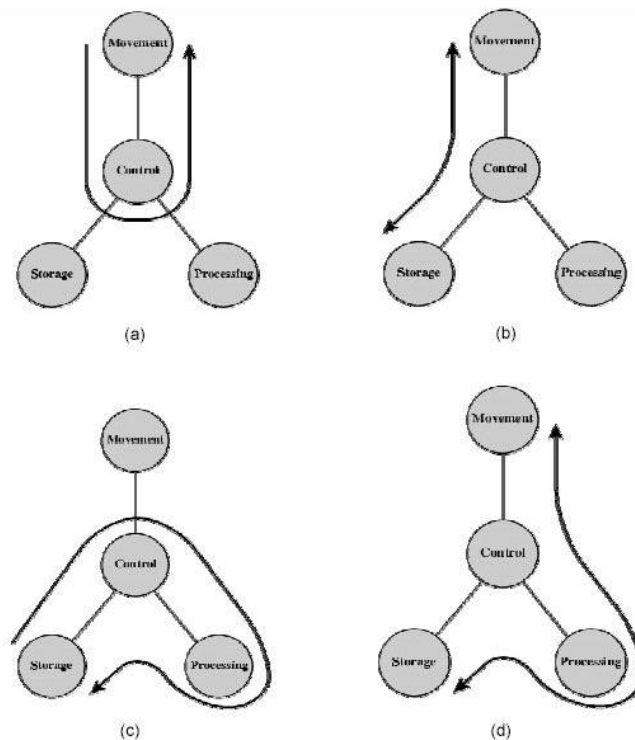 Movement
Control
Storage
Processing
(a)
Movement
Control
Storage
Processing
(b)
Movement
Control
Storage
Processing
(c)
Movement
Control
Storage
Processing
(d)